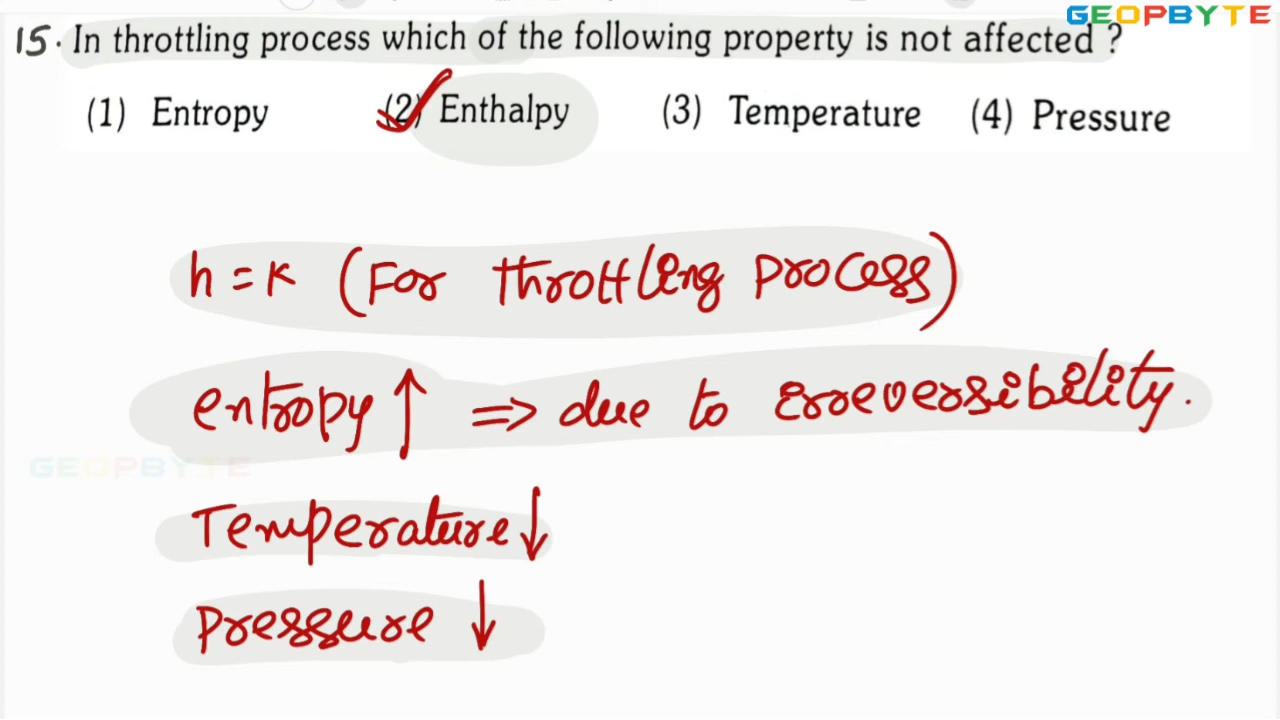 GEOPBYTE
15. In throttling process which of the following property is not affected ?
(1) Entropy (2) Enthalpy (3) Temperature (4) Pressure
h = K (For throttling process)
entropy ↑ ⇒ due to irreversibility.
GEOPBYTE
Temperature ↓
Pressure ↓